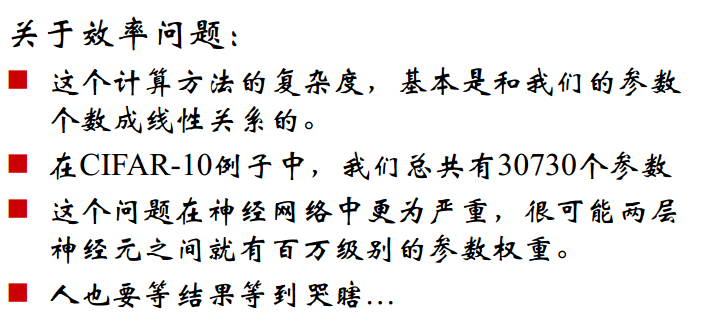 关于效率问题：
■ 这个计算方法的复杂度，基本是和我们的参数
个数成线性关系的。
■ 在CIFAR-10例子中，我们总共有30730个参数
■ 这个问题在神经网络中更为严重，很可能两层
神经元之间就有百万级别的参数权重。
■ 人也要等结果等到哭瞎…